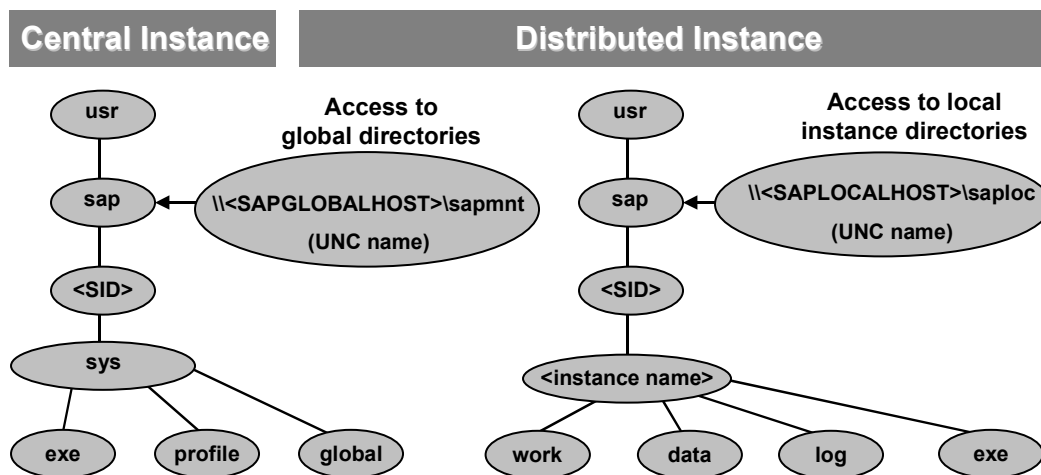 Central Instance
Distributed Instance
usr
Access to
global directories
sap
\\<SAPGLOBALHOST>\sapmnt
(UNC name)
<SID>
sys
exe
profile
global
usr
Access to local
instance directories
sap
\\<SAPLOCALHOST>\saploc
(UNC name)
<SID>
<instance name>
work
data
log
exe